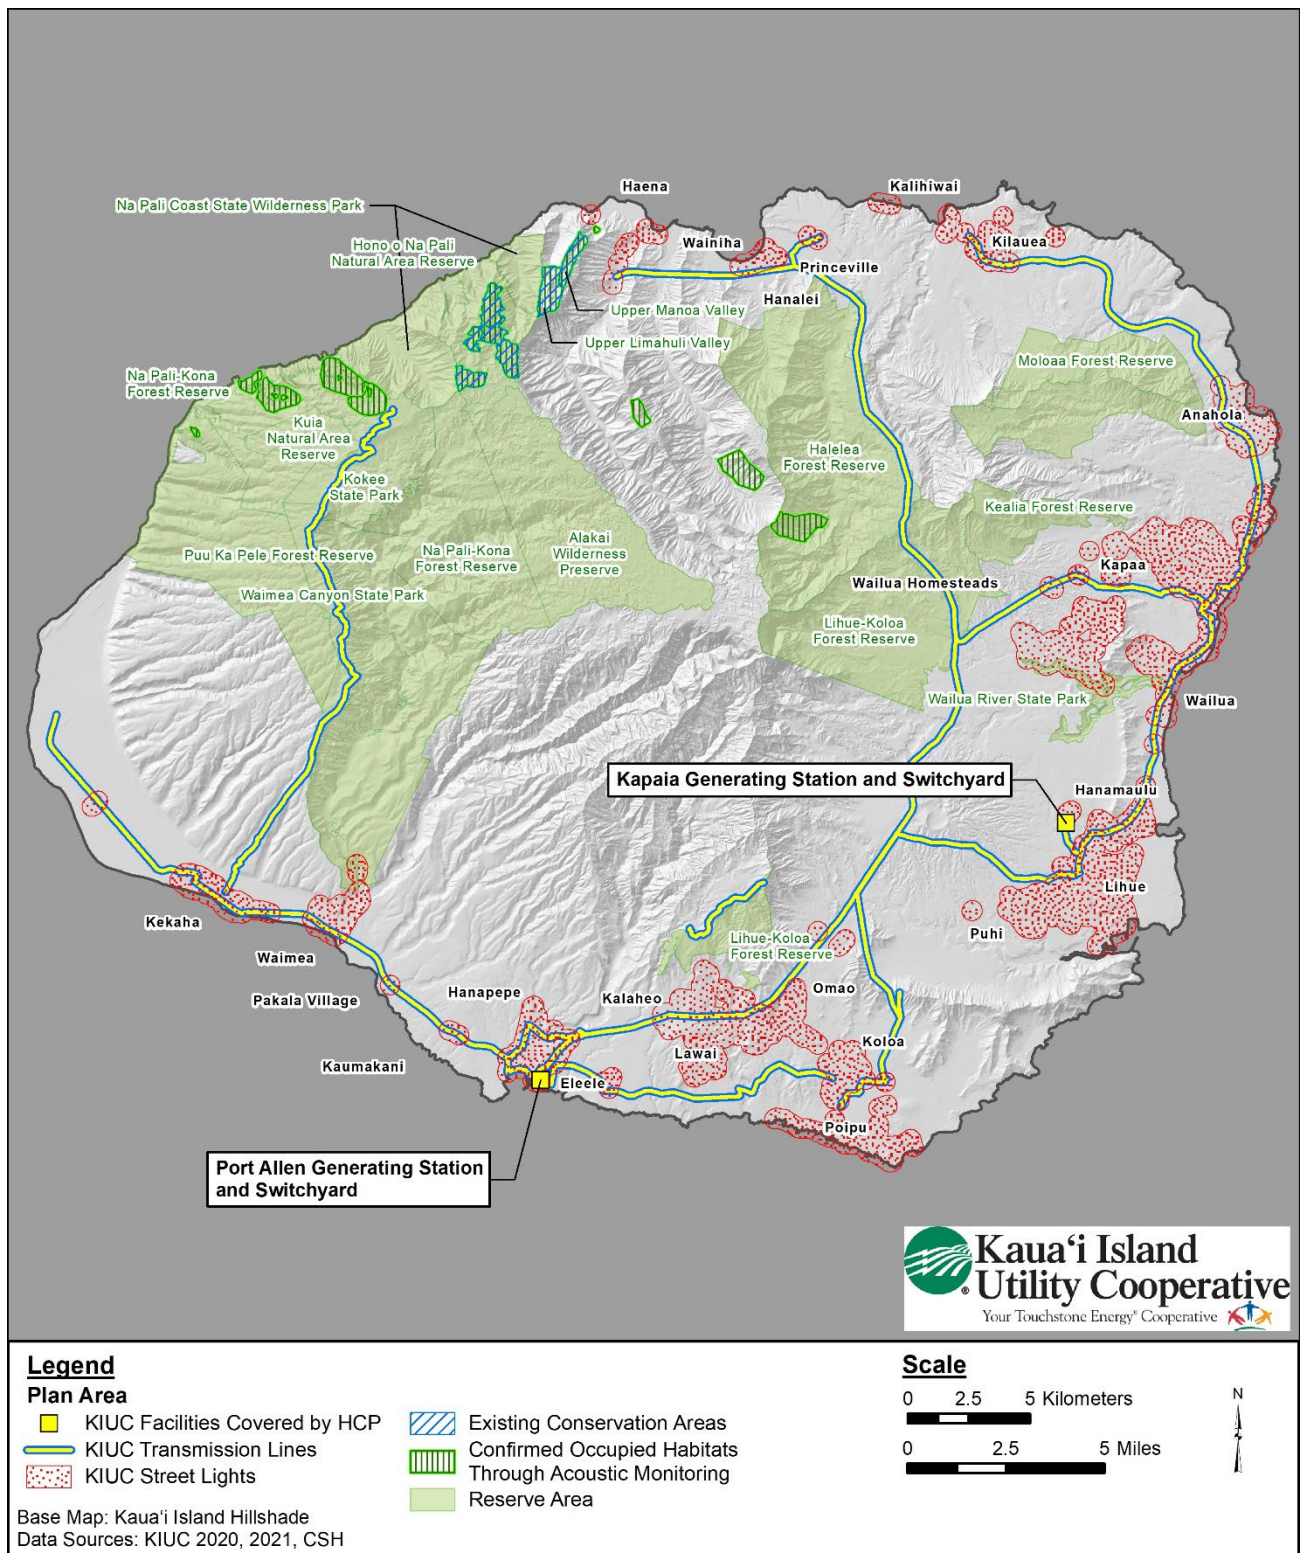 Haena
Kalihiwai
Na Pali Coast State Wilderness Park
Hono o Na Pali
Natural Area Reserve
Wainiha
Kilauea
Princeville
Hanalei
Upper Manoa Valley
Upper Limahuli Valley
Moloaa Forest Reserve
Na Pali-Kona
Forest Reserve
Anahola
Kuia
Natural Area
Reserve
Halelea
Forest Reserve
Kokee
State Park
Kealia Forest Reserve
Alakai
Wilderness
Preserve
Na Pali-Kona
Forest Reserve
Puu Ka Pele Forest Reserve
Kapaa
Wailua Homesteads
Waimea Canyon State Park
Lihue-Koloa
Forest Reserve
Wailua River State Park
Wailua
Kapaia Generating Station and Switchyard
Hanamaulu
Lihue
Kekaha
Puhi
Lihue-Koloa
Forest Reserve
Waimea
Omao
Hanapepe
Kalaheo
Pakala Village
Koloa
Lawai
Kaumakani
Eleele
Poipu
Port Allen Generating Station
and Switchyard
Kauaʻi Island
Utility Cooperative
®
Your Touchstone Energy® Cooperative
Legend
Plan Area
KIUC Facilities Covered by HCP
KIUC Transmission Lines
KIUC Street Lights
Existing Conservation Areas
Confirmed Occupied Habitats
Through Acoustic Monitoring
Reserve Area
Base Map: Kauaʻi Island Hillshade
Data Sources: KIUC 2020, 2021, CSH
Scale
0 2.5 5 Kilometers
0 2.5 5 Miles
N